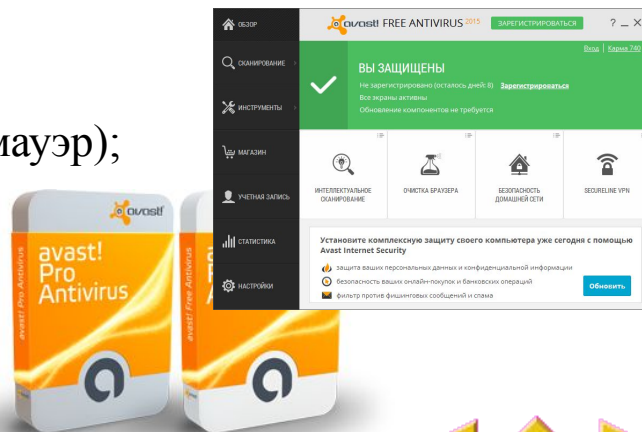 avast! FREE ANTIVIRUS 2015
ЗАРЕГИСТРИРОВАТЬСЯ
? _ X
Вход | Карма 740
ОБЗОР
СКАНИРОВАНИЕ
ИНСТРУМЕНТЫ
МАГАЗИН
УЧЕТНАЯ ЗАПИСЬ
СТАТИСТИКА
НАСТРОЙКИ
ВЫ ЗАЩИЩЕНЫ
Не зарегистрировано (осталось дней: 8) Зарегистрироваться
Все экраны активны
Обновление компонентов не требуется
ИНТЕЛЛЕКТУАЛЬНОЕ
СКАНИРОВАНИЕ
ОЧИСТКА БРАУЗЕРА
БЕЗОПАСНОСТЬ
ДОМАШНЕЙ СЕТИ
SECURELINE VPN
Установите комплексную защиту своего компьютера уже сегодня с помощью
Avast Internet Security
защита ваших персональных данных и конфиденциальной информации
безопасность ваших онлайн-покупок и банковских операций
фильтр против фишинговых сообщений и спама
Обновить
мауэр);
avast!
avast!
Pro
Antivirus
avast! Pro Antivirus
avast! Free Antivirus